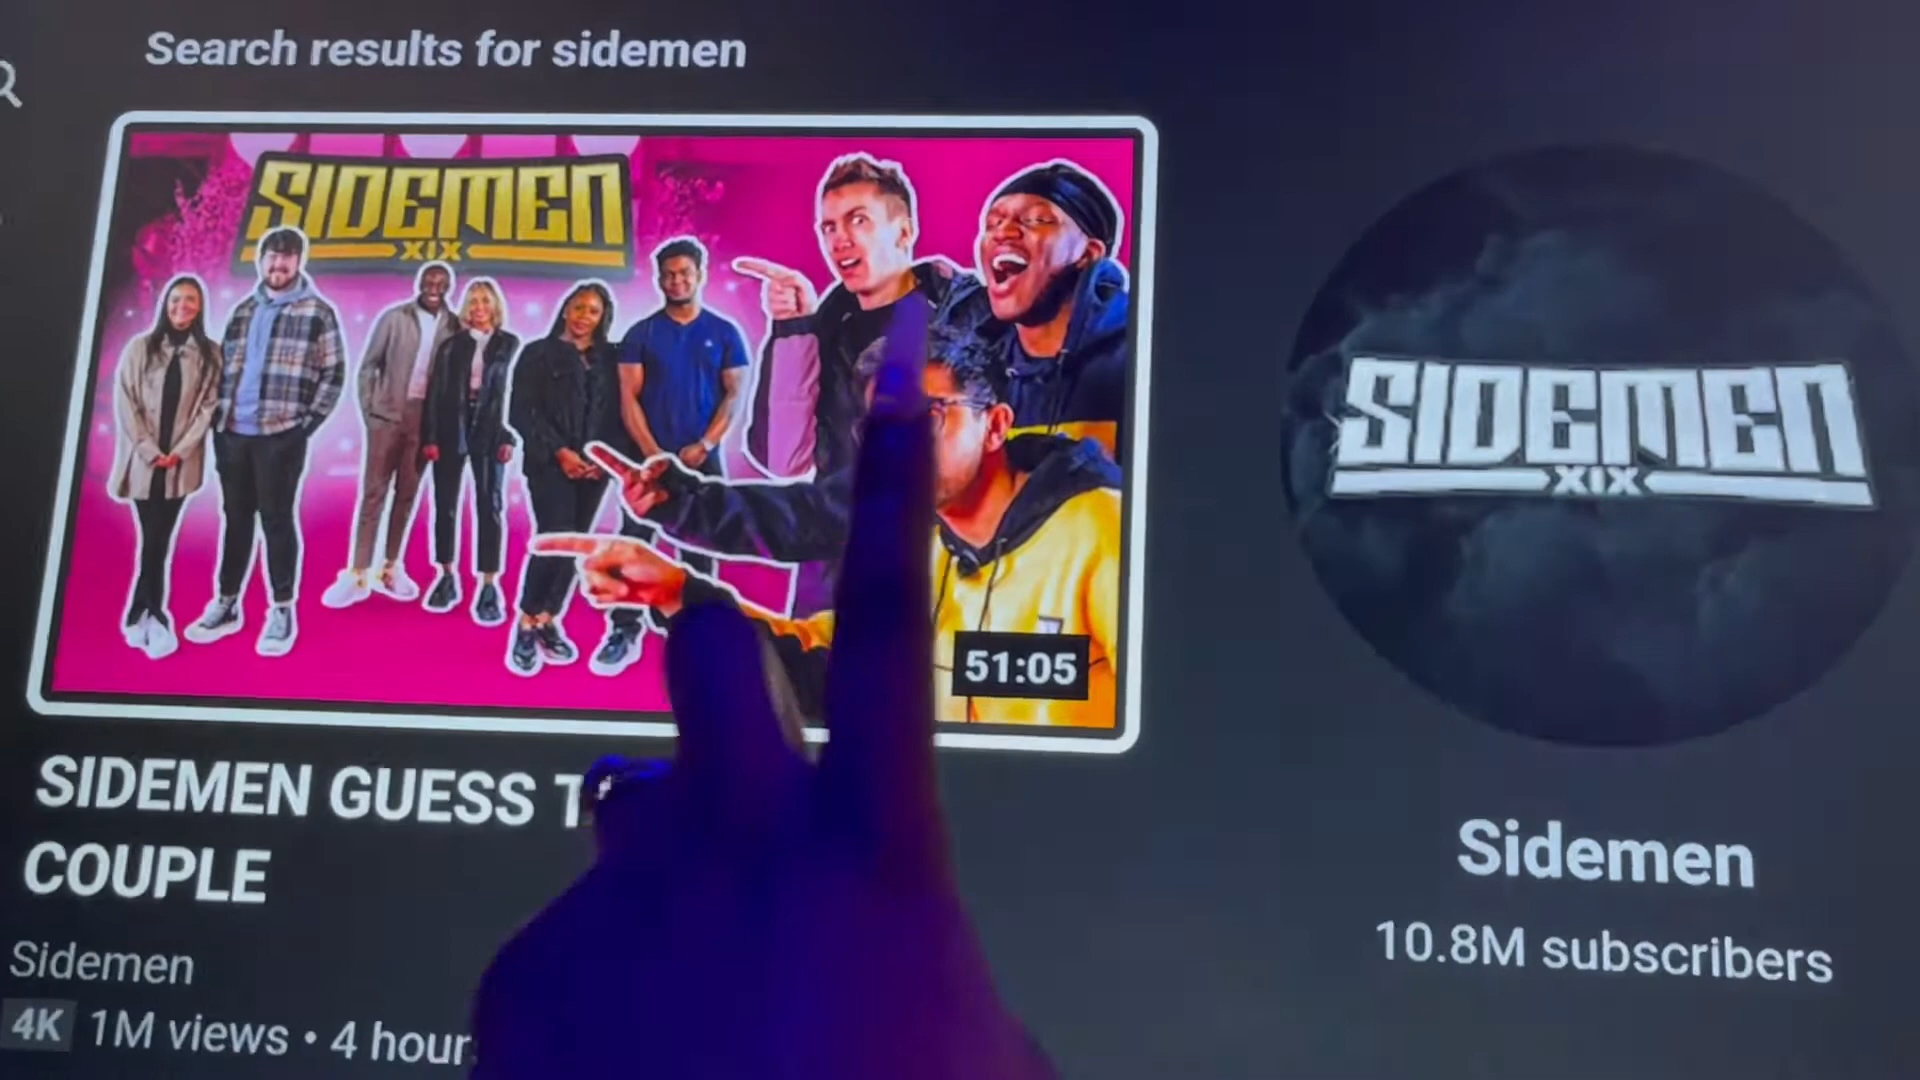 Search results for sidemen
SIDEMEN
XIX
51:05
SIDEMEN GUESS
COUPLE
Sidemen
4K 1M views • 4 hour
SIDEMEN
XIX
Sidemen
10.8M subscribers